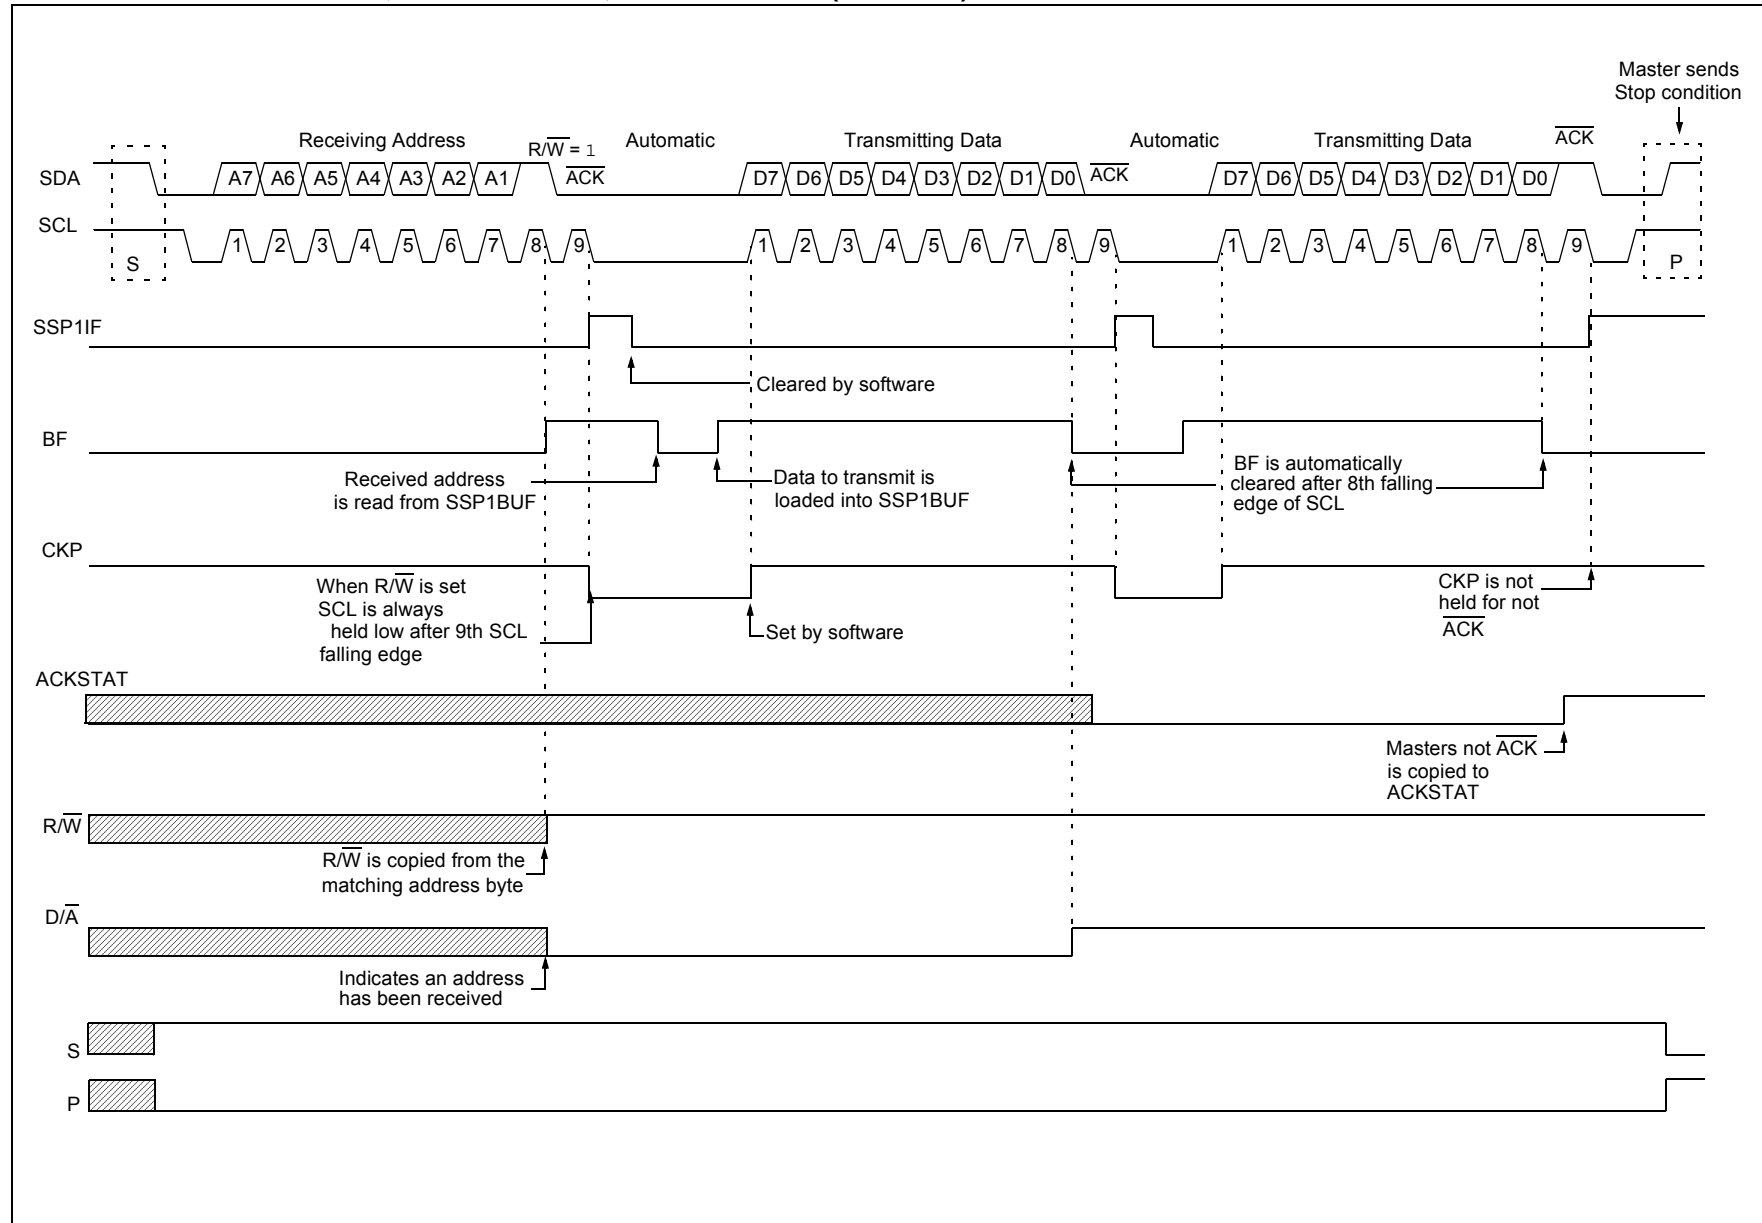 Master sends
Stop condition
Receiving Address
R/W̅ = 1
Automatic
Transmitting Data
Automatic
Transmitting Data
A̅C̅K̅
SDA
A7 A6 A5 A4 A3 A2 A1
A̅C̅K̅
D7 D6 D5 D4 D3 D2 D1 D0
A̅C̅K̅
D7 D6 D5 D4 D3 D2 D1 D0
SCL
1 2 3 4 5 6 7 8 9
1 2 3 4 5 6 7 8 9
1 2 3 4 5 6 7 8 9
S
P
SSP1IF
Cleared by software
BF
Received address
is read from SSP1BUF
Data to transmit is
loaded into SSP1BUF
BF is automatically
cleared after 8th falling
edge of SCL
CKP
When R/W̅ is set
SCL is always
held low after 9th SCL
falling edge
Set by software
CKP is not
held for not
A̅C̅K̅
ACKSTAT
Masters not A̅C̅K̅
is copied to
ACKSTAT
R/W̅
R/W̅ is copied from the
matching address byte
D/A̅
Indicates an address
has been received
S
P